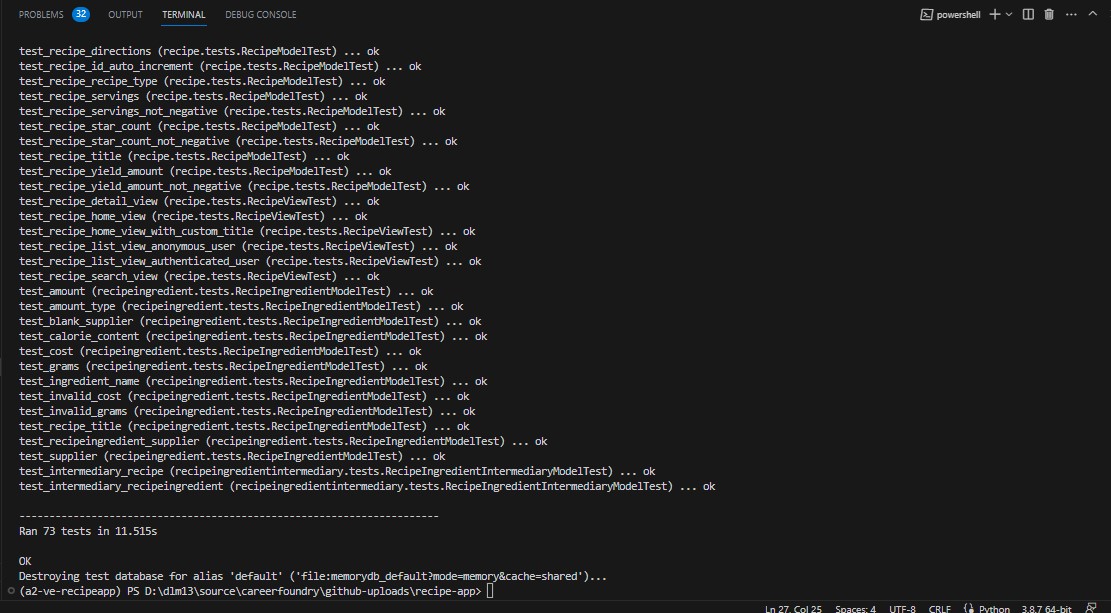 PROBLEMS 32 OUTPUT TERMINAL DEBUG CONSOLE powershell
test_recipe_directions (recipe.tests.RecipeModelTest) ... ok
test_recipe_id_auto_increment (recipe.tests.RecipeModelTest) ... ok
test_recipe_recipe_type (recipe.tests.RecipeModelTest) ... ok
test_recipe_servings (recipe.tests.RecipeModelTest) ... ok
test_recipe_servings_not_negative (recipe.tests.RecipeModelTest) ... ok
test_recipe_star_count (recipe.tests.RecipeModelTest) ... ok
test_recipe_star_count_not_negative (recipe.tests.RecipeModelTest) ... ok
test_recipe_title (recipe.tests.RecipeModelTest) ... ok
test_recipe_yield_amount (recipe.tests.RecipeModelTest) ... ok
test_recipe_yield_amount_not_negative (recipe.tests.RecipeModelTest) ... ok
test_recipe_detail_view (recipe.tests.RecipeViewTest) ... ok
test_recipe_home_view (recipe.tests.RecipeViewTest) ... ok
test_recipe_home_view_with_custom_title (recipe.tests.RecipeViewTest) ... ok
test_recipe_list_view_anonymous_user (recipe.tests.RecipeViewTest) ... ok
test_recipe_list_view_authenticated_user (recipe.tests.RecipeViewTest) ... ok
test_recipe_search_view (recipe.tests.RecipeViewTest) ... ok
test_amount (recipeingredient.tests.RecipeIngredientModelTest) ... ok
test_amount_type (recipeingredient.tests.RecipeIngredientModelTest) ... ok
test_blank_supplier (recipeingredient.tests.RecipeIngredientModelTest) ... ok
test_calorie_content (recipeingredient.tests.RecipeIngredientModelTest) ... ok
test_cost (recipeingredient.tests.RecipeIngredientModelTest) ... ok
test_grams (recipeingredient.tests.RecipeIngredientModelTest) ... ok
test_ingredient_name (recipeingredient.tests.RecipeIngredientModelTest) ... ok
test_invalid_cost (recipeingredient.tests.RecipeIngredientModelTest) ... ok
test_invalid_grams (recipeingredient.tests.RecipeIngredientModelTest) ... ok
test_recipe_title (recipeingredient.tests.RecipeIngredientModelTest) ... ok
test_recipeingredient_supplier (recipeingredient.tests.RecipeIngredientModelTest) ... ok
test_supplier (recipeingredient.tests.RecipeIngredientModelTest) ... ok
test_intermediary_recipe (recipeingredientintermediary.tests.RecipeIngredientIntermediaryModelTest) ... ok
test_intermediary_recipeingredient (recipeingredientintermediary.tests.RecipeIngredientIntermediaryModelTest) ... ok
----------------------------------------------------------------------
Ran 73 tests in 11.515s
OK
Destroying test database for alias 'default' ('file:memorydb_default?mode=memory&cache=shared')...
(a2-ve-recipeapp) PS D:\dlm13\source\careerfoundry\github-uploads\recipe-app>
Ln 27, Col 25 Spaces: 4 UTF-8 CRLF Python 3.8.7 64-bit